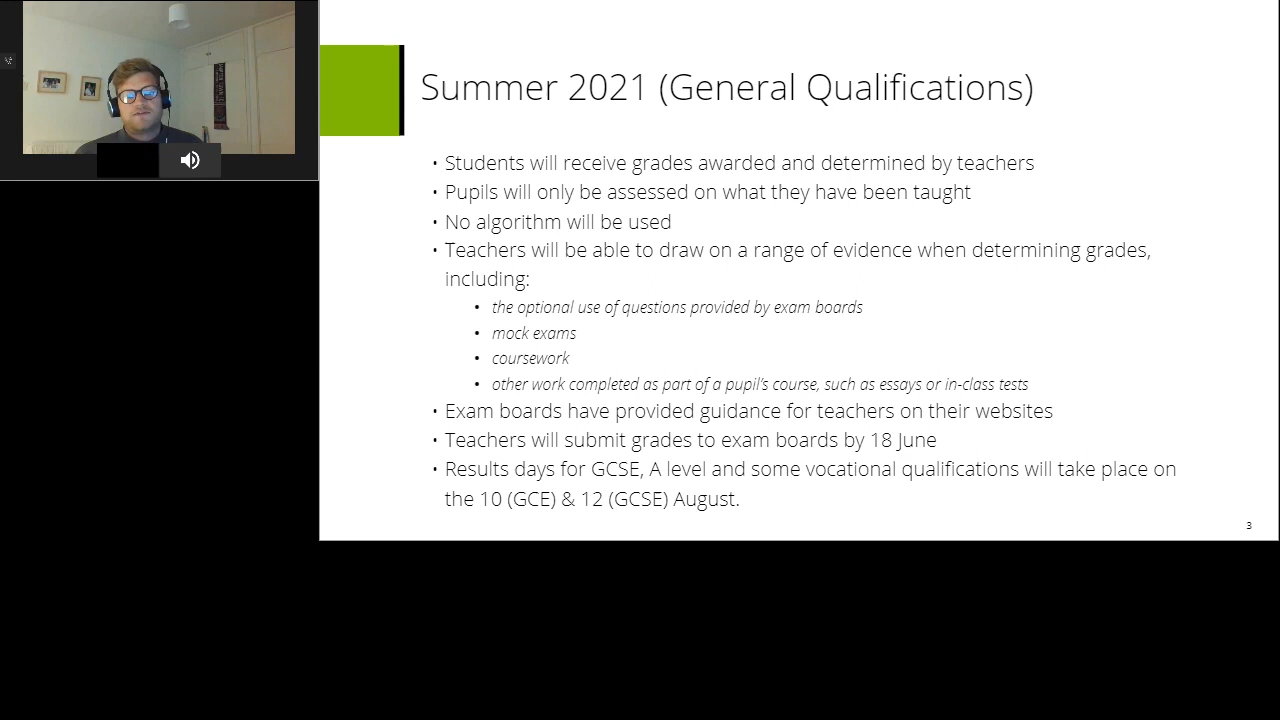 Summer 2021 (General Qualifications)
• Students will receive grades awarded and determined by teachers
• Pupils will only be assessed on what they have been taught
• No algorithm will be used
• Teachers will be able to draw on a range of evidence when determining grades,
including:
• the optional use of questions provided by exam boards
• mock exams
• coursework
• other work completed as part of a pupil's course, such as essays or in-class tests
• Exam boards have provided guidance for teachers on their websites
• Teachers will submit grades to exam boards by 18 June
• Results days for GCSE, A level and some vocational qualifications will take place on
the 10 (GCE) & 12 (GCSE) August.
3